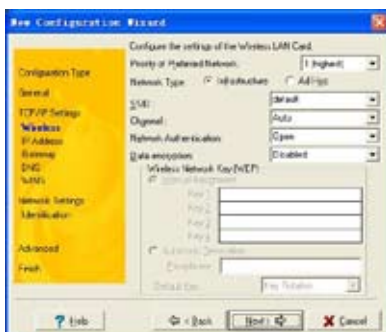 New Configuration Wizard
Configure the settings of the Wireless LAN Card.
Priority of Preferred Network: 1 (highest)
Configuration Type
Network Type: Infrastructure Ad Hoc
General
SSID: default
TCP/IP Settings
Channel: Auto
Wireless
IP Address
Network Authentication: Open
Gateway
Data encryption: Disabled
DNS
Wireless Network Key(WEP)
WINS
Key 1
Network Settings
Key 2
Identification
Key 3
Key 4
Advanced
Finish
Default Key: Key Rotation
Help < Back Next Cancel